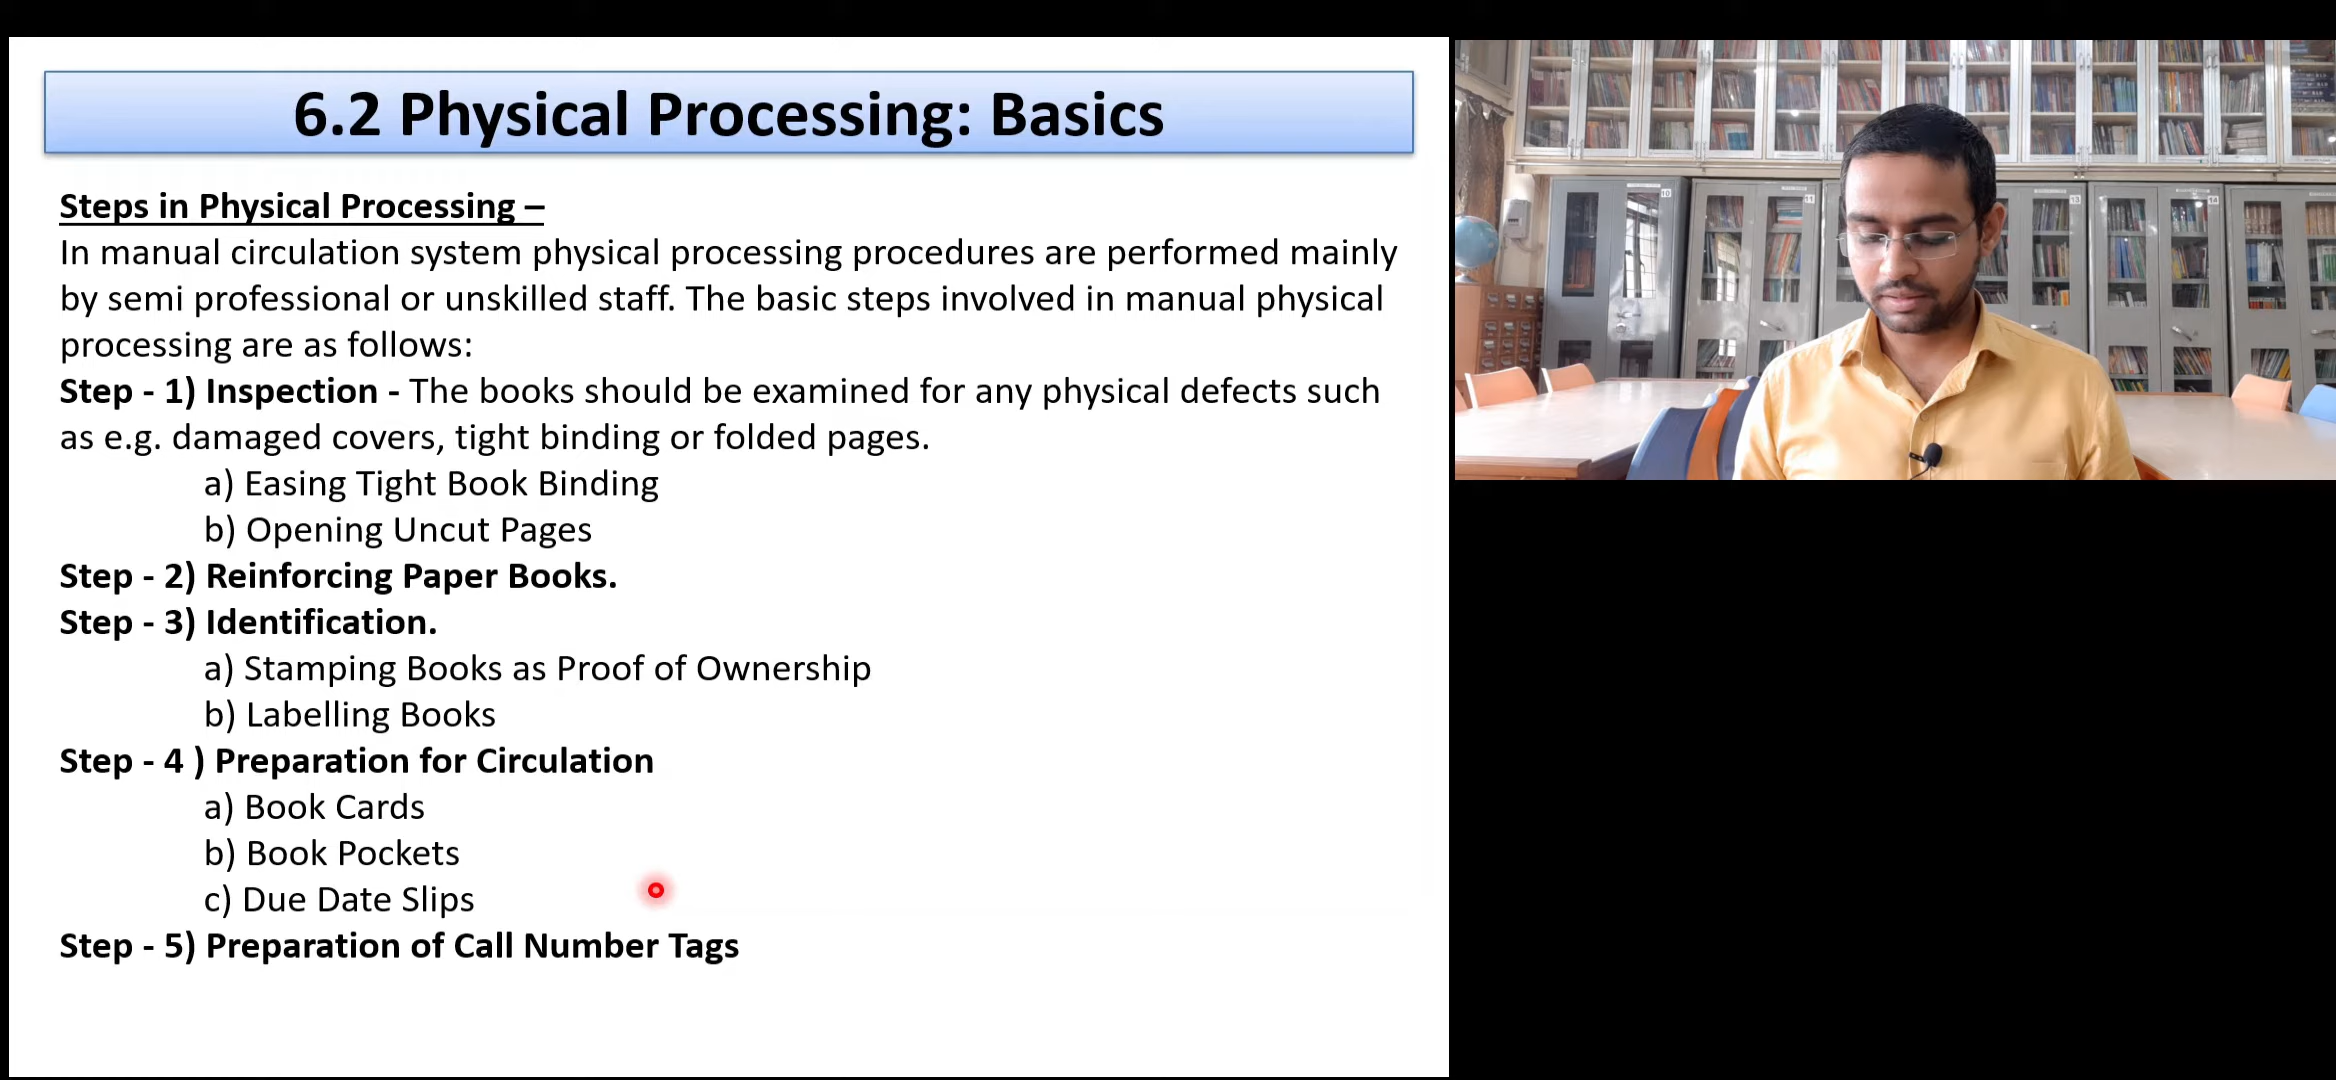 6.2 Physical Processing: Basics
Steps in Physical Processing –
In manual circulation system physical processing procedures are performed mainly
by semi professional or unskilled staff. The basic steps involved in manual physical
processing are as follows:
Step - 1) Inspection - The books should be examined for any physical defects such
as e.g. damaged covers, tight binding or folded pages.
a) Easing Tight Book Binding
b) Opening Uncut Pages
Step - 2) Reinforcing Paper Books.
Step - 3) Identification.
a) Stamping Books as Proof of Ownership
b) Labelling Books
Step - 4 ) Preparation for Circulation
a) Book Cards
b) Book Pockets
c) Due Date Slips
Step - 5) Preparation of Call Number Tags
10
11
13
14